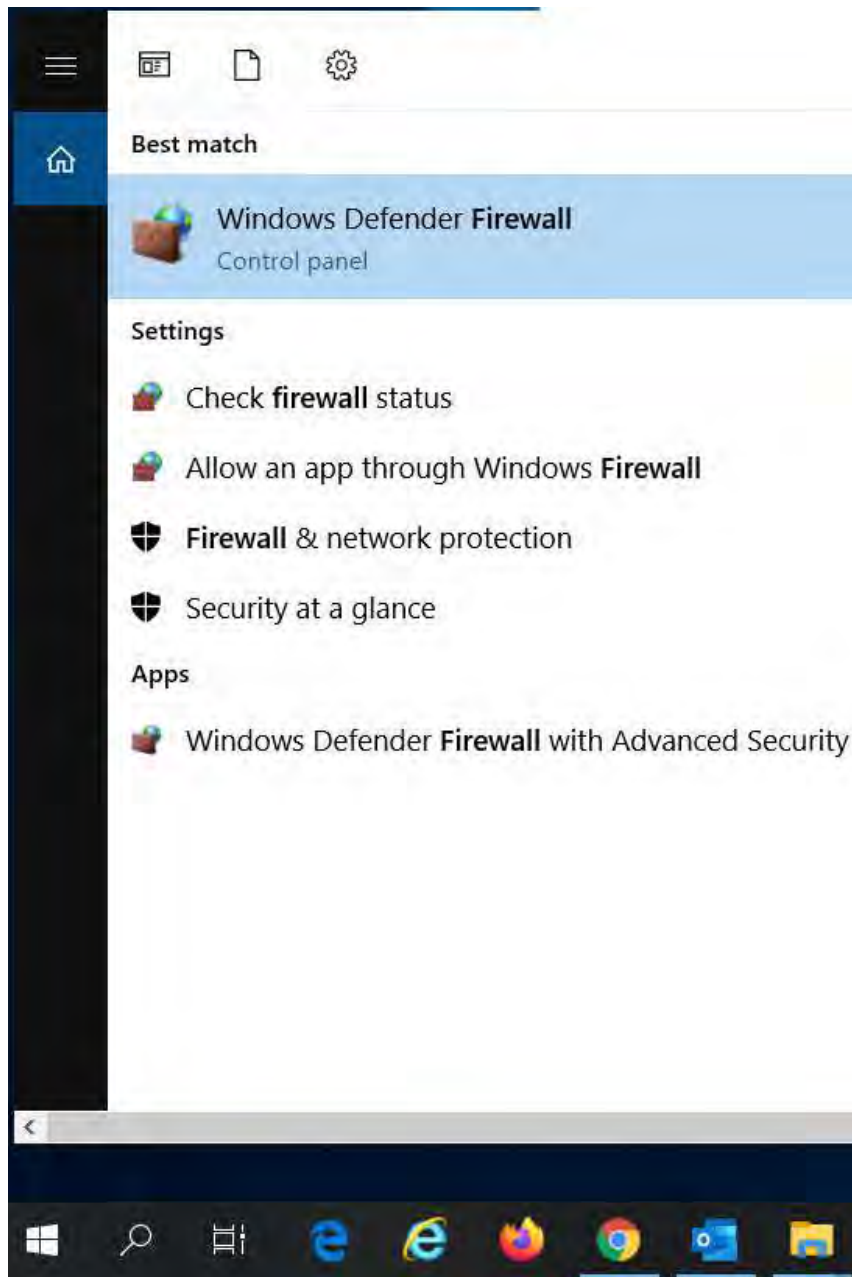 Best match
Windows Defender Firewall
Control panel
Settings
Check firewall status
Allow an app through Windows Firewall
Firewall & network protection
Security at a glance
Apps
Windows Defender Firewall with Advanced Security